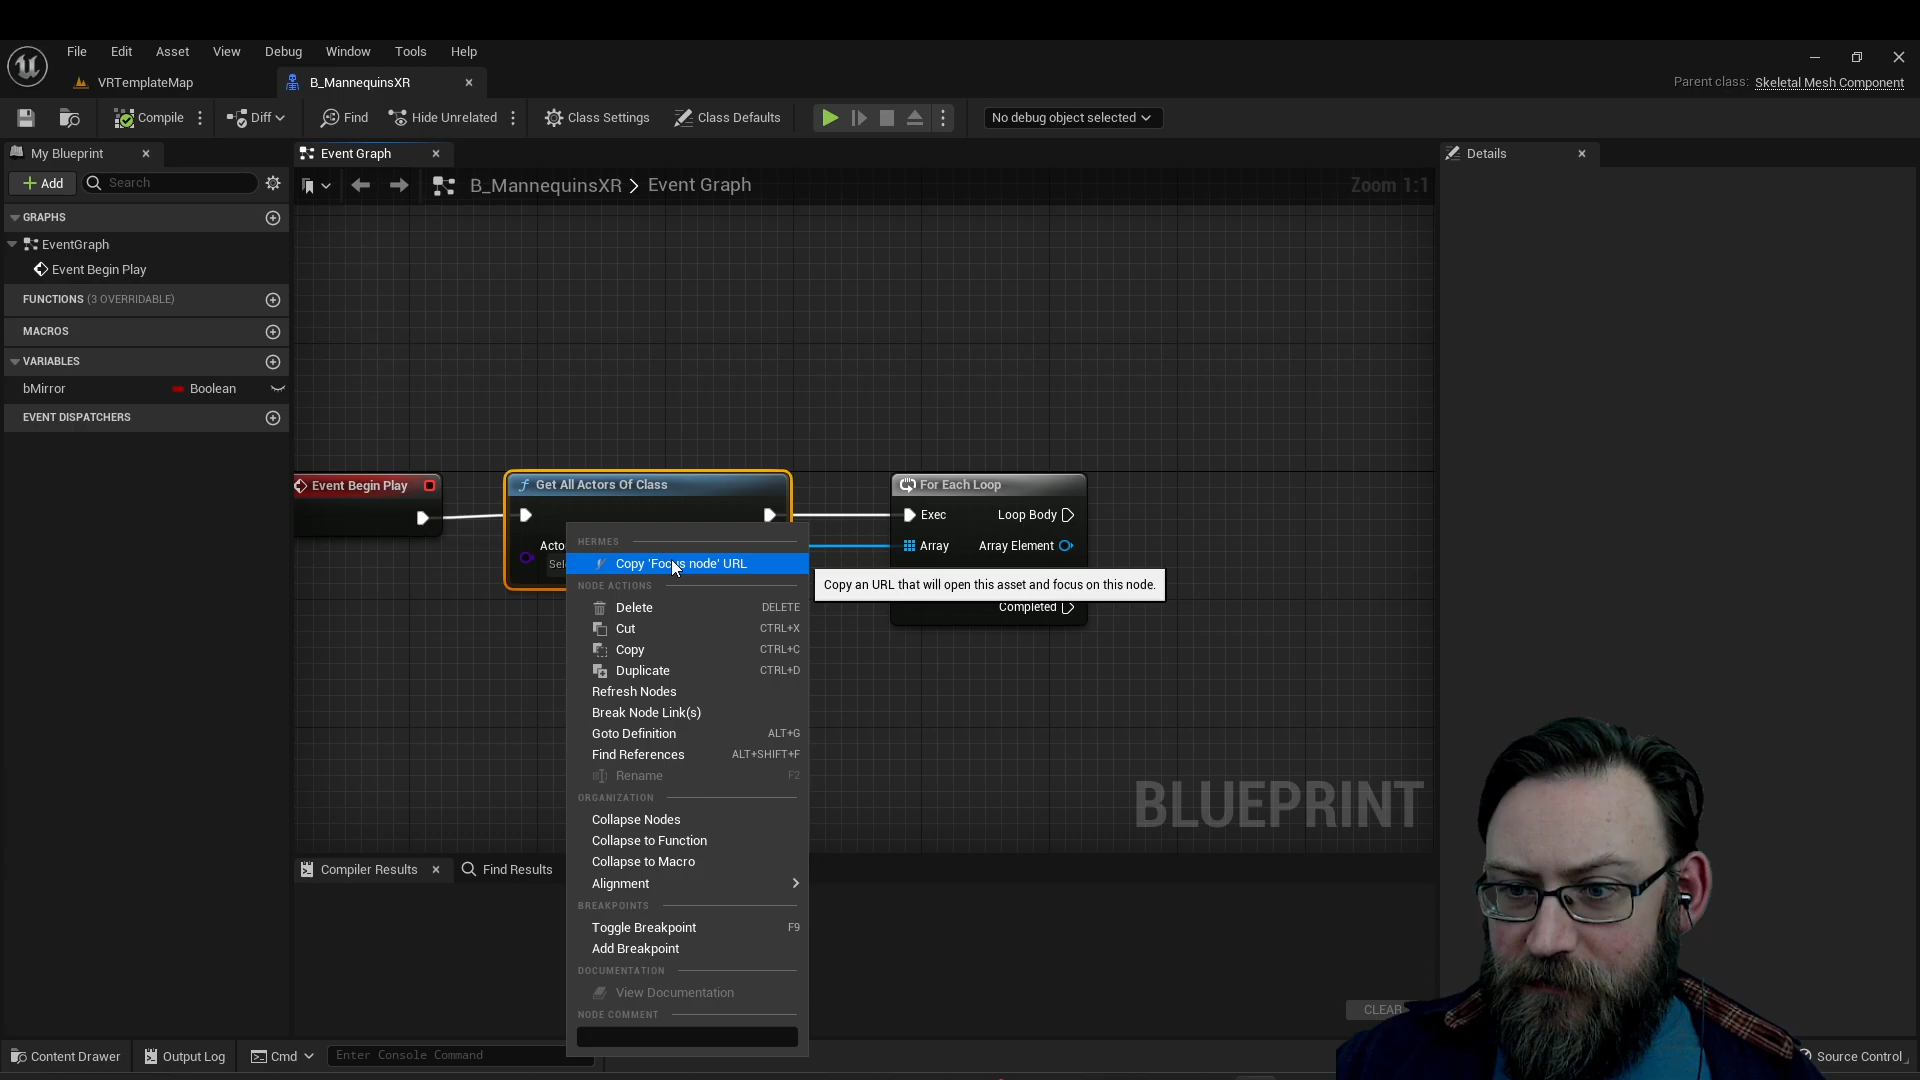 File Edit Asset View Debug Window Tools Help
VRTemplateMap
B_MannequinsXR
Parent class: Skeletal Mesh Component
Compile Diff Find Hide Unrelated Class Settings Class Defaults No debug object selected
My Blueprint
Event Graph
Details
Add
Search
B_MannequinsXR > Event Graph
Zoom 1:1
GRAPHS
EventGraph
Event Begin Play
FUNCTIONS (3 OVERRIDABLE)
MACROS
VARIABLES
bMirror Boolean
EVENT DISPATCHERS
Event Begin Play
Get All Actors Of Class
For Each Loop
Exec Loop Body
Array Array Element
Completed
HERMES
Copy ‘Focus node’ URL
Copy an URL that will open this asset and focus on this node.
NODE ACTIONS
Delete DELETE
Cut CTRL+X
Copy CTRL+C
Duplicate CTRL+D
Refresh Nodes
Break Node Link(s)
Goto Definition ALT+G
Find References ALT+SHIFT+F
Rename F2
ORGANIZATION
Collapse Nodes
Collapse to Function
Collapse to Macro
Alignment
BREAKPOINTS
Toggle Breakpoint F9
Add Breakpoint
DOCUMENTATION
View Documentation
NODE COMMENT
BLUEPRINT
Compiler Results
Find Results
CLEAR
Content Drawer Output Log Cmd Enter Console Command Source Control